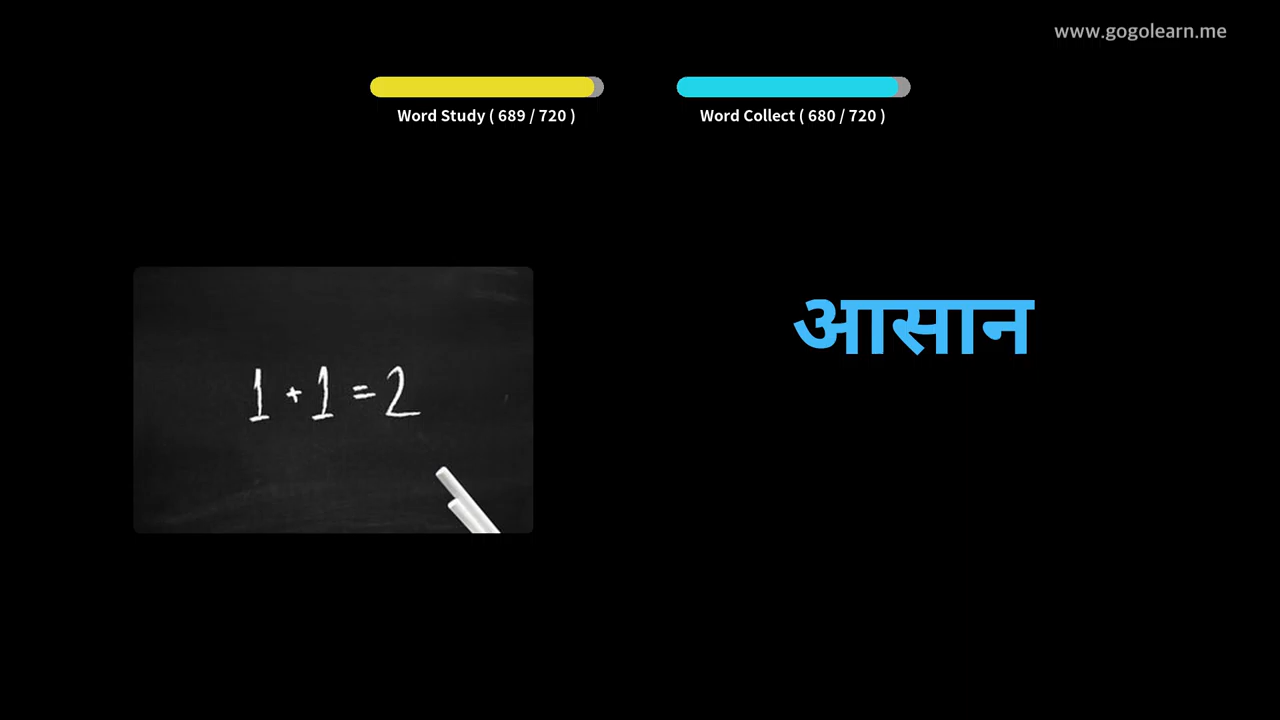 www.gogolearn.me
Word Study ( 689 / 720 )
Word Collect ( 680 / 720 )
आसान
1 + 1 = 2